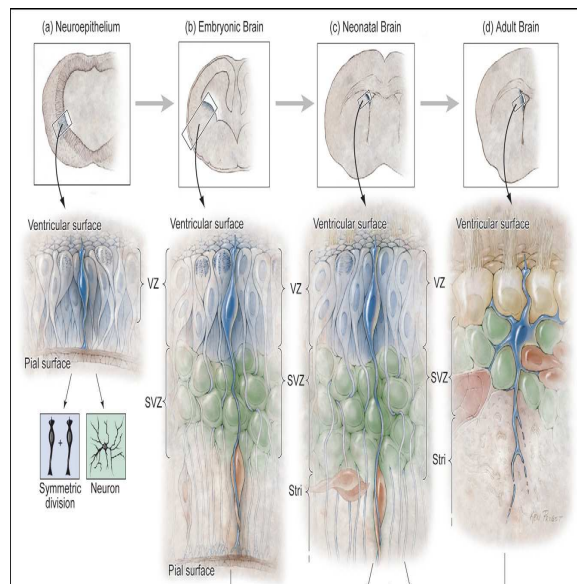 (a) Neuroepithelium
(b) Embryonic Brain
(c) Neonatal Brain
(d) Adult Brain
Ventricular surface
VZ
Pial surface
+
Symmetric division
Neuron
Ventricular surface
VZ
SVZ
Pial surface
Ventricular surface
VZ
SVZ
Stri
Ventricular surface
VZ
SVZ
Stri